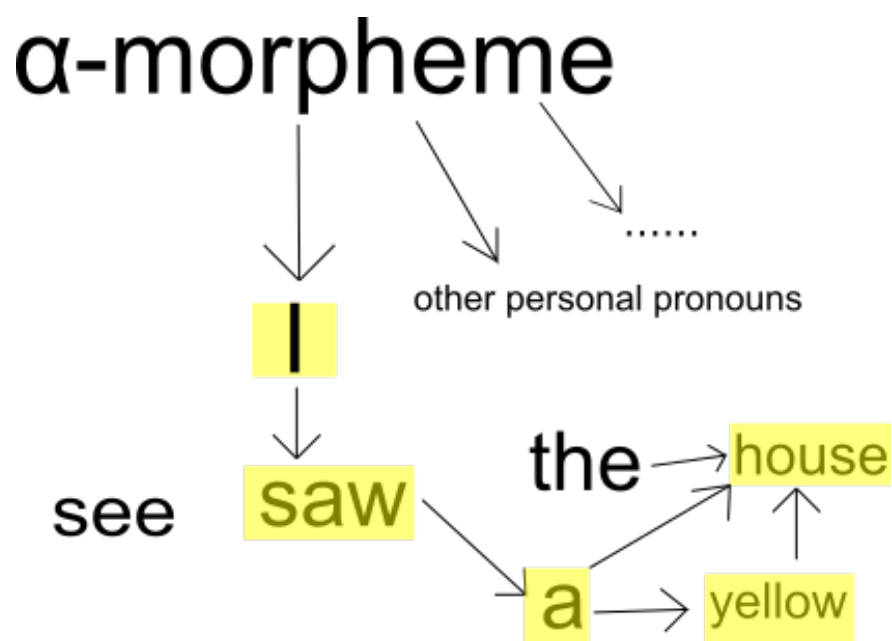 α-morpheme
......
other personal pronouns
I
the house
see saw
a yellow